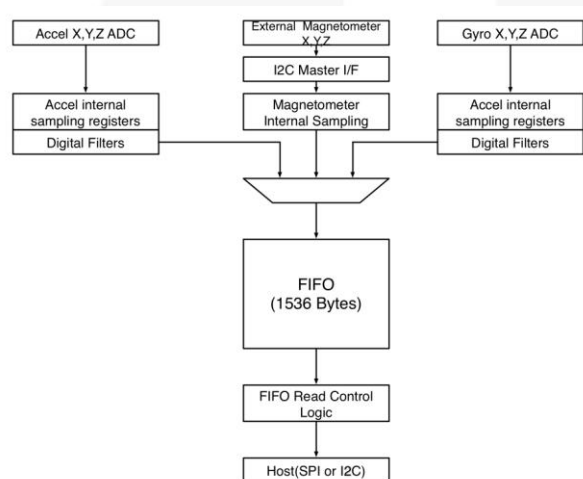 Accel X,Y,Z ADC
External Magnetometer
X,Y,Z
Gyro X,Y,Z ADC
I2C Master I/F
Accel internal
sampling registers
Digital Filters
Magnetometer
Internal Sampling
Accel internal
sampling registers
Digital Filters
FIFO
(1536 Bytes)
FIFO Read Control
Logic
Host(SPI or I2C)